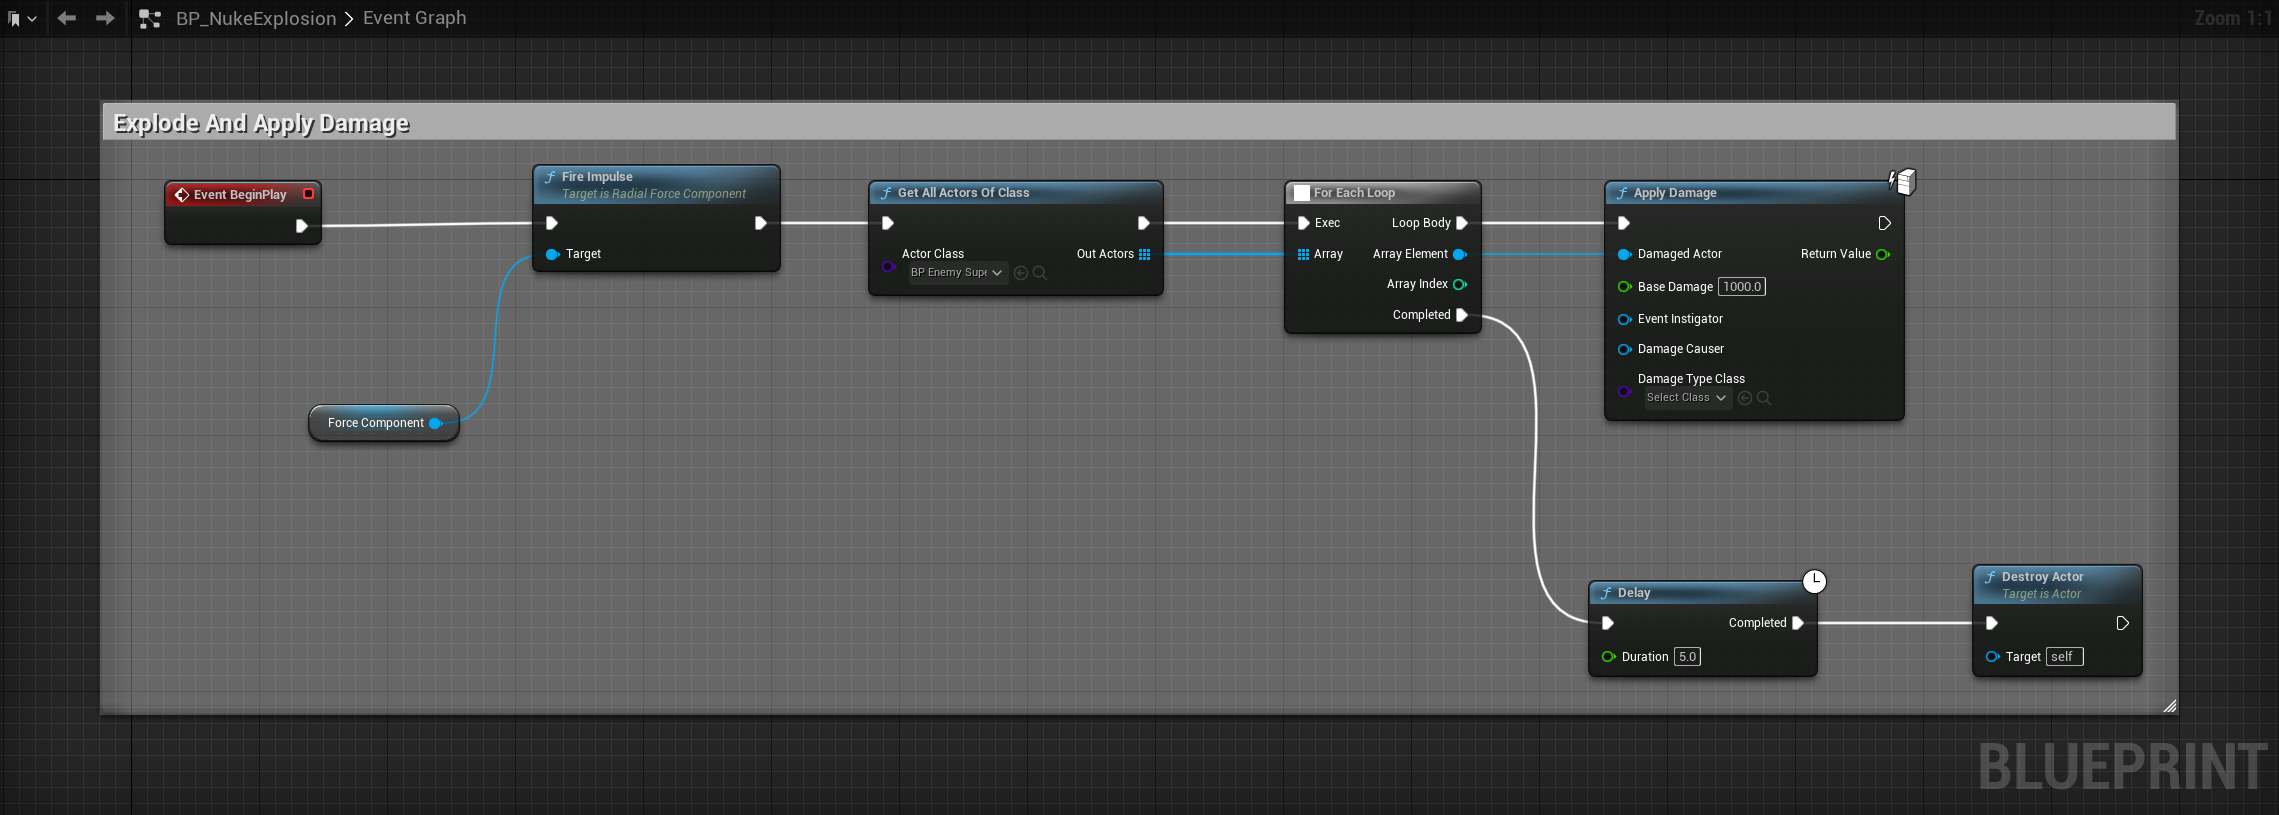 BP_NukeExplosion > Event Graph
Zoom 1:1
Explode And Apply Damage
Event BeginPlay
Fire Impulse
Target is Radial Force Component
Target
Force Component
Get All Actors Of Class
Actor Class
BP Enemy Supe
Out Actors
For Each Loop
Exec
Loop Body
Array
Array Element
Array Index
Completed
Apply Damage
Damaged Actor
Return Value
Base Damage 1000.0
Event Instigator
Damage Causer
Damage Type Class
Select Class
Delay
Completed
Duration 5.0
Destroy Actor
Target is Actor
Target self
BLUEPRINT